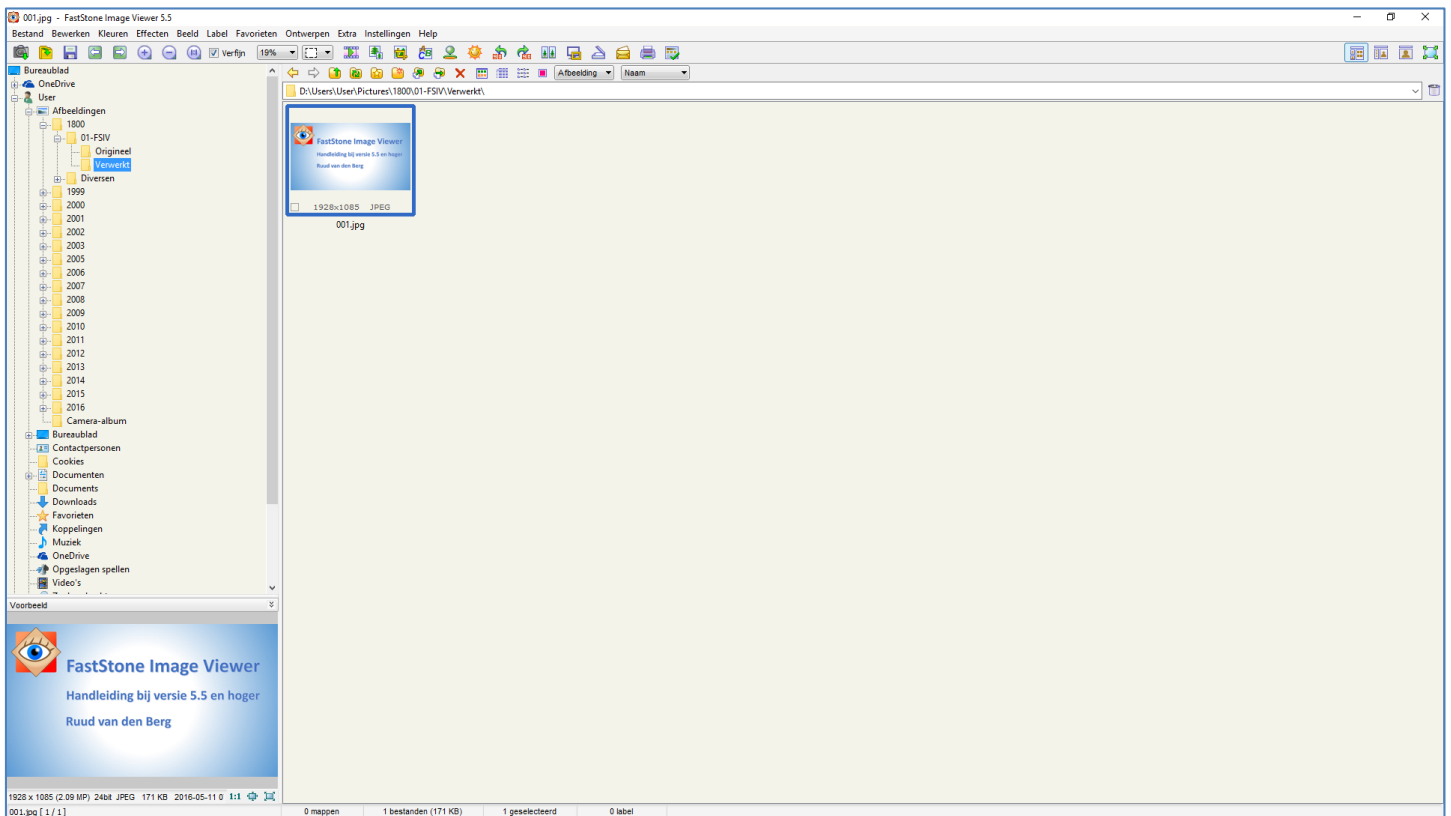 001.jpg - FastStone Image Viewer 5.5
Bestand Bewerken Kleuren Effecten Beeld Label Favorieten Ontwerpen Extra Instellingen Help
Verfijn 19%
Bureaublad
OneDrive
User
Afbeeldingen
1800
01-FSIV
Origineel
Verwerkt
Diversen
1999
2000
2001
2002
2003
2005
2006
2007
2008
2009
2010
2011
2012
2013
2014
2015
2016
Camera-album
Bureaublad
Contactpersonen
Cookies
Documenten
Documents
Downloads
Favorieten
Koppelingen
Muziek
OneDrive
Opgeslagen spellen
Video's
Afbeelding Naam
D:\Users\User\Pictures\1800\01-FSIV\Verwerkt\
FastStone Image Viewer
Handleiding bij versie 5.5 en hoger
Ruud van den Berg
1928x1085 JPEG
001.jpg
Voorbeeld
FastStone Image Viewer
Handleiding bij versie 5.5 en hoger
Ruud van den Berg
1928 x 1085 (2.09 MP) 24bit JPEG 171 KB 2016-05-11 0 1:1
001.jpg [ 1 / 1 ] 0 mappen 1 bestanden (171 KB) 1 geselecteerd 0 label